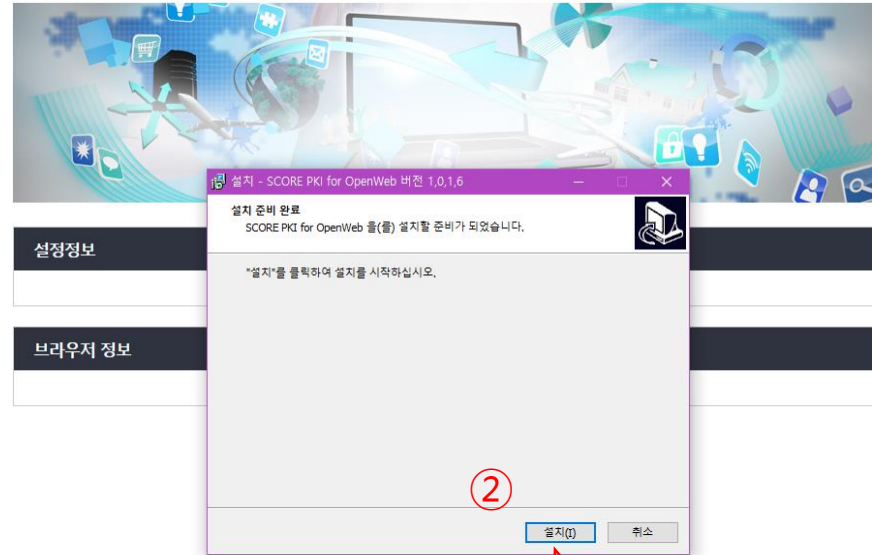 설치 - SCORE PKI for OpenWeb 버전 1,0,1,6
설치 준비 완료
SCORE PKI for OpenWeb 을(를) 설치할 준비가 되었습니다.
설정정보
"설치"를 클릭하여 설치를 시작하십시오.
브라우저 정보
②
설치(I)
취소